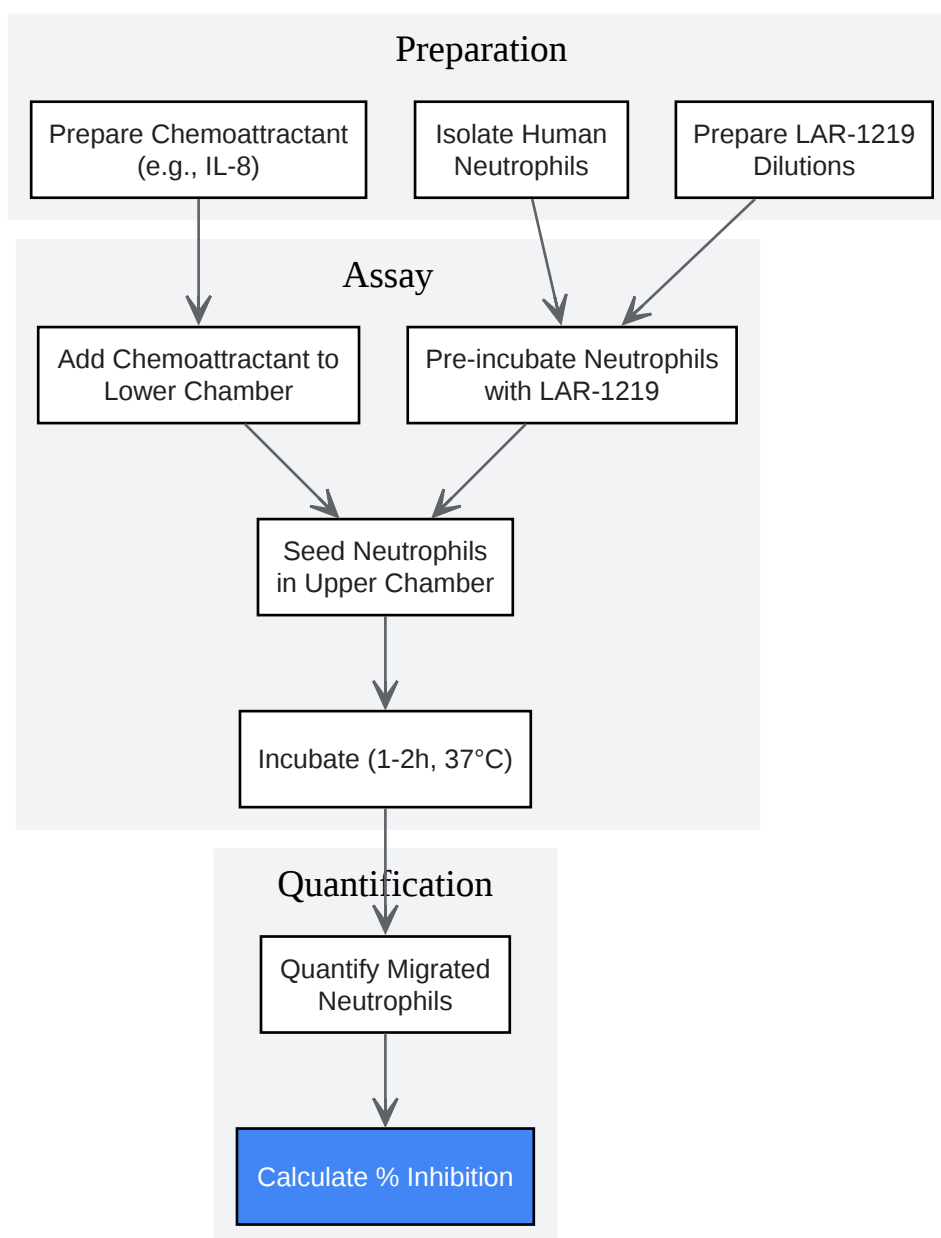 Preparation
Prepare Chemoattractant
(e.g., IL-8)
Isolate Human
Neutrophils
Prepare LAR-1219
Dilutions
Assay
Add Chemoattractant to
Lower Chamber
Pre-incubate Neutrophils
with LAR-1219
Seed Neutrophils
in Upper Chamber
Incubate (1-2h, 37°C)
Quantification
Quantify Migrated
Neutrophils
Calculate % Inhibition